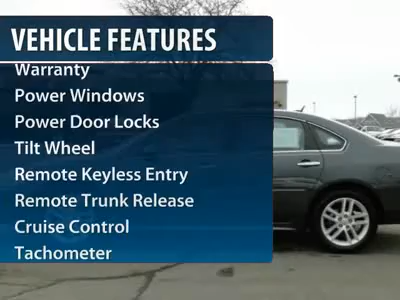 VEHICLE FEATURES
Warranty
Power Windows
Power Door Locks
Tilt Wheel
Remote Keyless Entry
Remote Trunk Release
Cruise Control
Tachometer